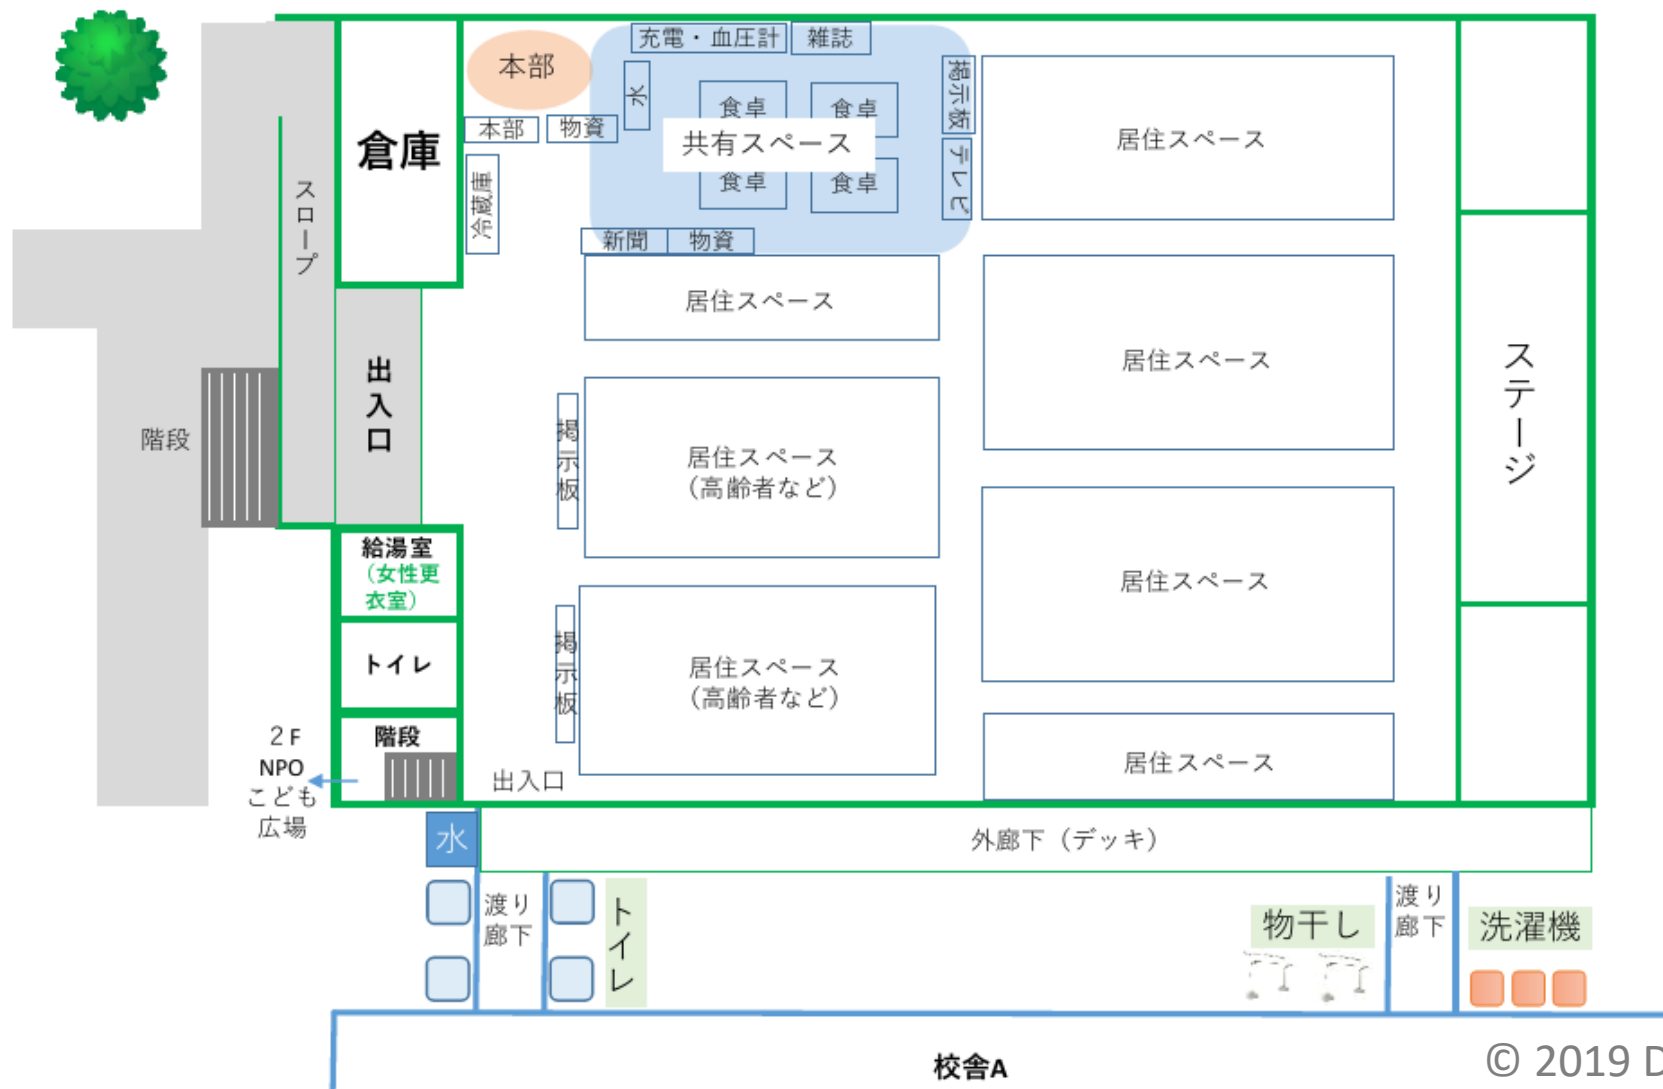 充電・血圧計
雑誌
本部
水
食卓
食卓
掲示板
本部
物資
共有スペース
居住スペース
倉庫
食卓
食卓
テレビ
冷蔵庫
スロープ
新聞
物資
居住スペース
出入口
居住スペース
ステージ
階段
掲示板
居住スペース
(高齢者など)
給湯室
(女性更
衣室)
居住スペース
トイレ
掲示板
居住スペース
(高齢者など)
階段
2F
NPO
こども
広場
出入口
居住スペース
水
外廊下（デッキ）
渡り
廊下
トイレ
物干し
渡り
廊下
洗濯機
校舎A
© 2019 D